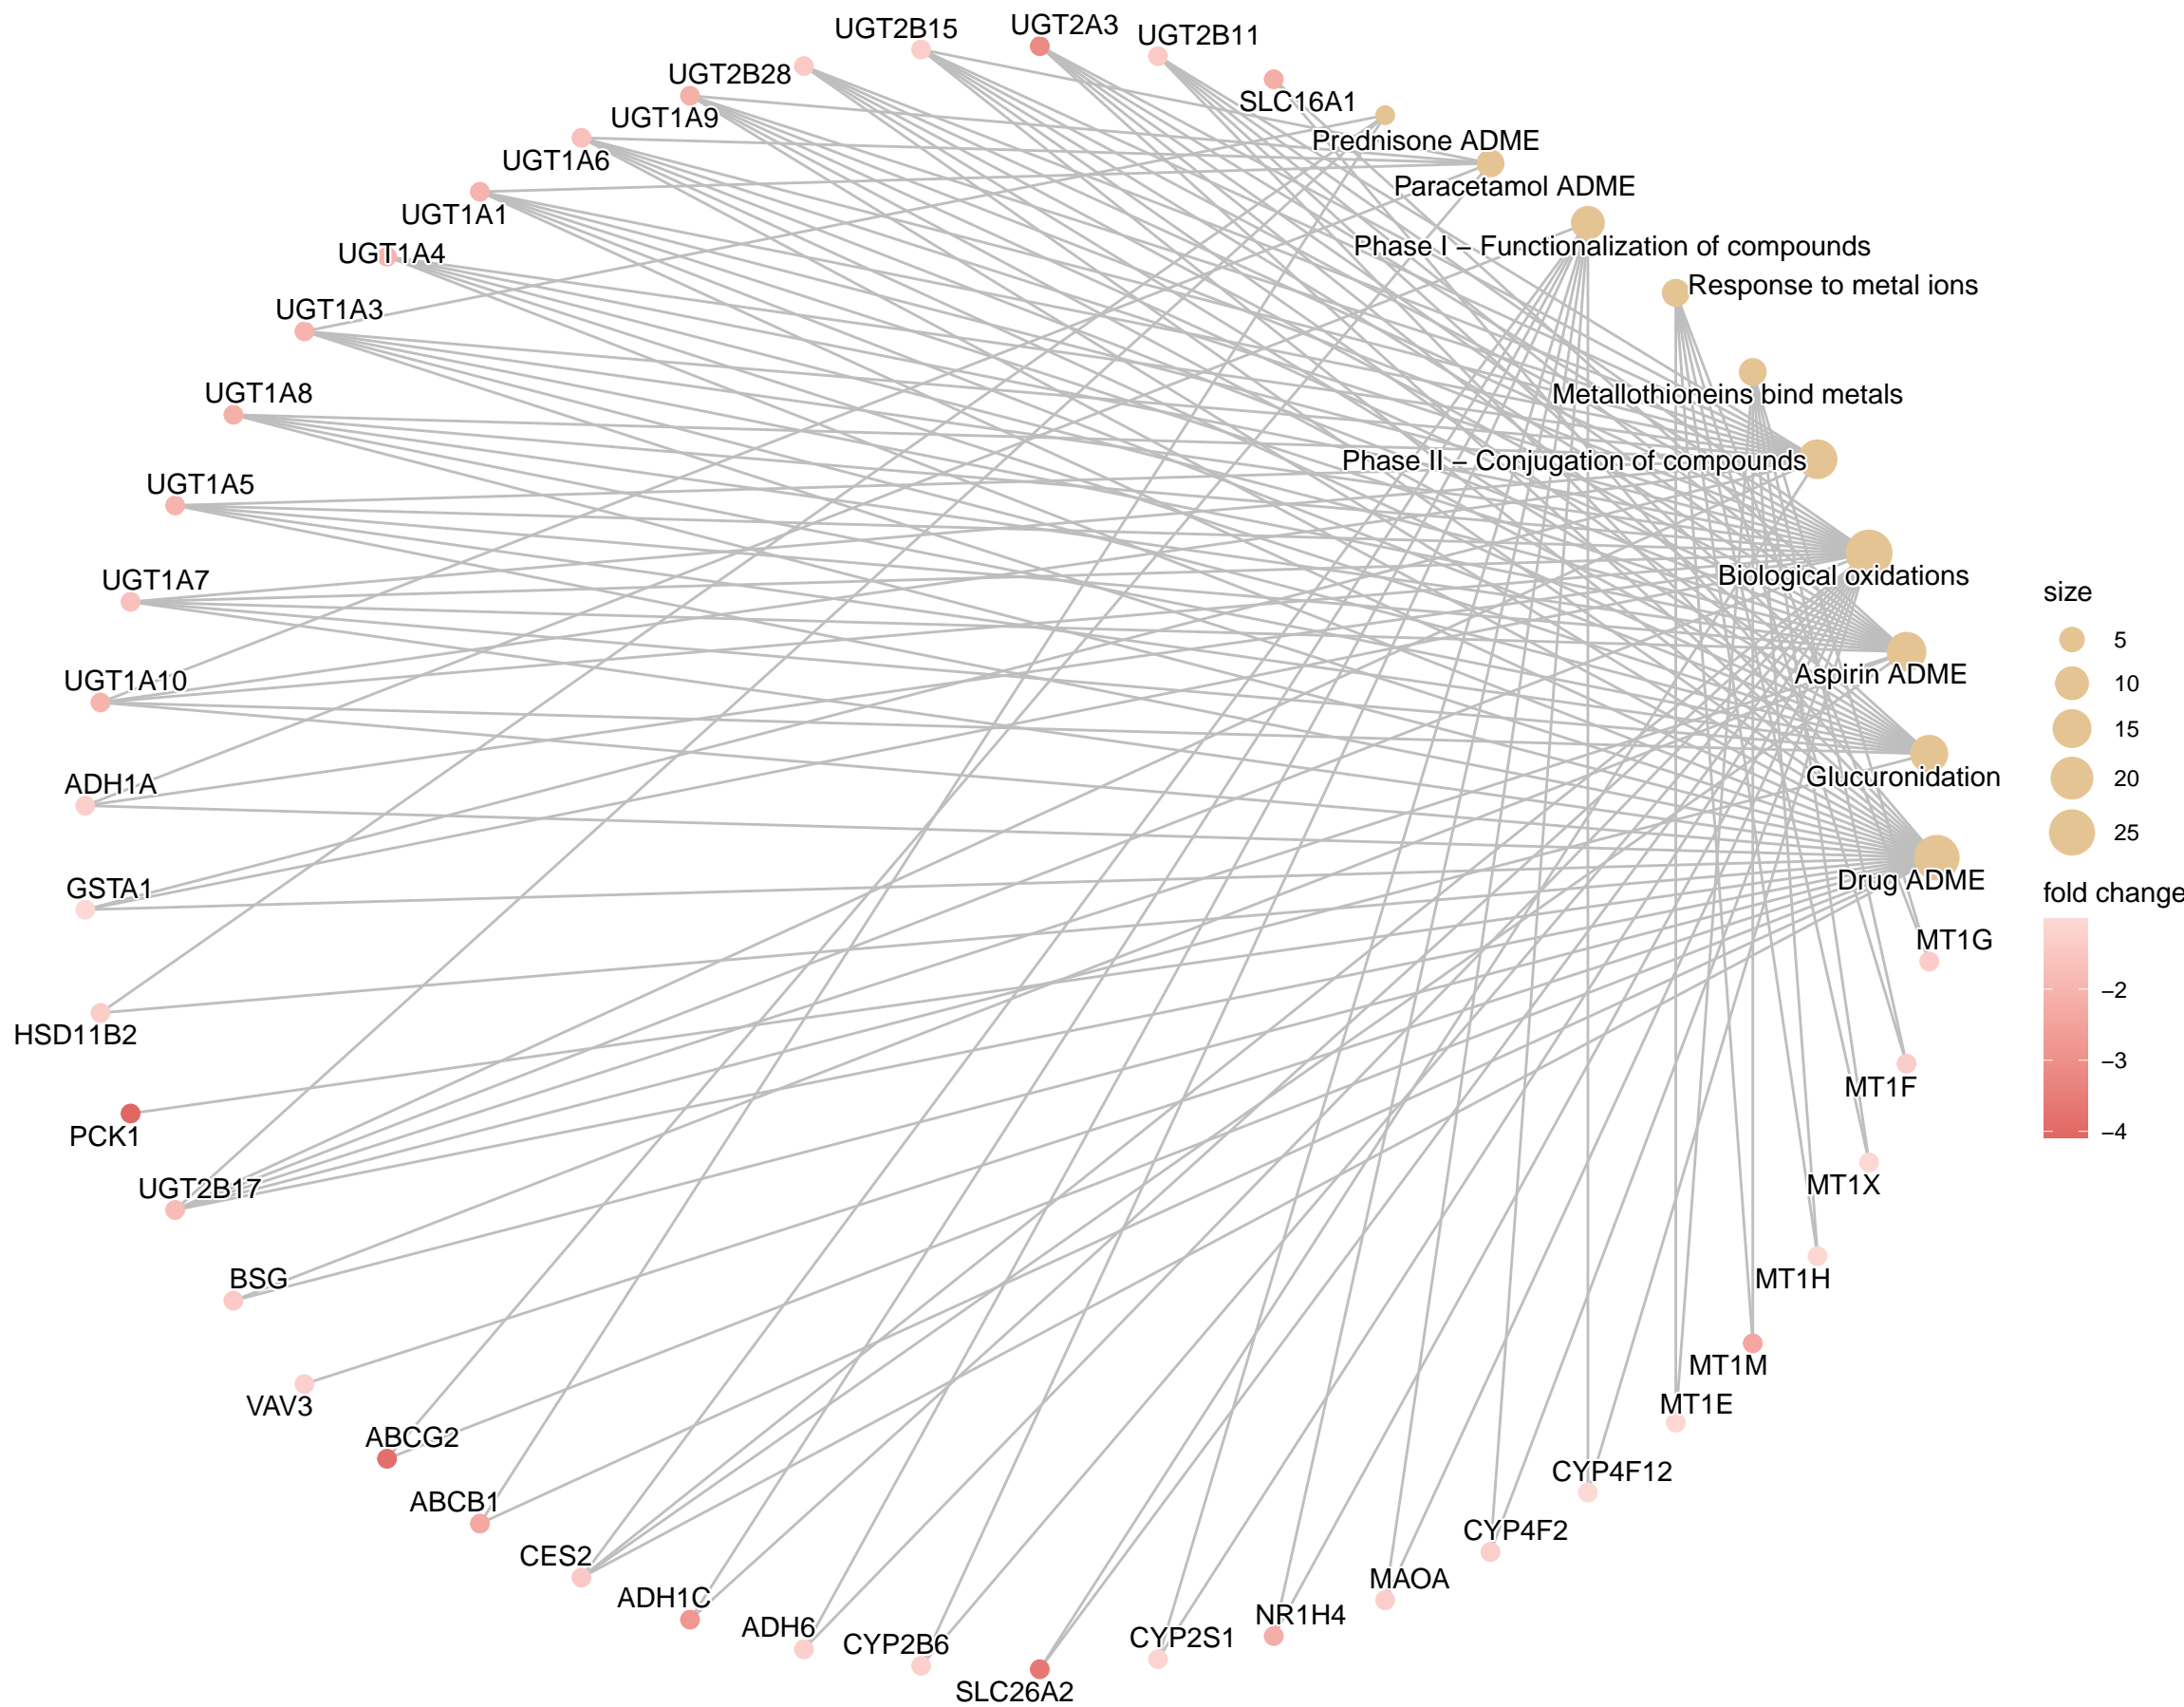 UGT2B15
UGT2A3
UGT2B11
UGT2B28
SLC16A1
UGT1A9
Prednisone ADME
UGT1A6
Paracetamol ADME
UGT1A1
Phase I – Functionalization of compounds
UGT1A4
Response to metal ions
UGT1A3
UGT1A8
Metallothioneins bind metals
Phase II – Conjugation of compounds
UGT1A5
UGT1A7
Biological oxidations
UGT1A10
Aspirin ADME
ADH1A
Glucuronidation
GSTA1
Drug ADME
HSD11B2
MT1G
PCK1
MT1F
UGT2B17
MT1X
BSG
MT1H
VAV3
MT1M
ABCG2
MT1E
ABCB1
CYP4F12
CES2
CYP4F2
ADH1C
MAOA
ADH6
NR1H4
CYP2B6
CYP2S1
SLC26A2
size
5
10
15
20
25
fold change
−2
−3
−4